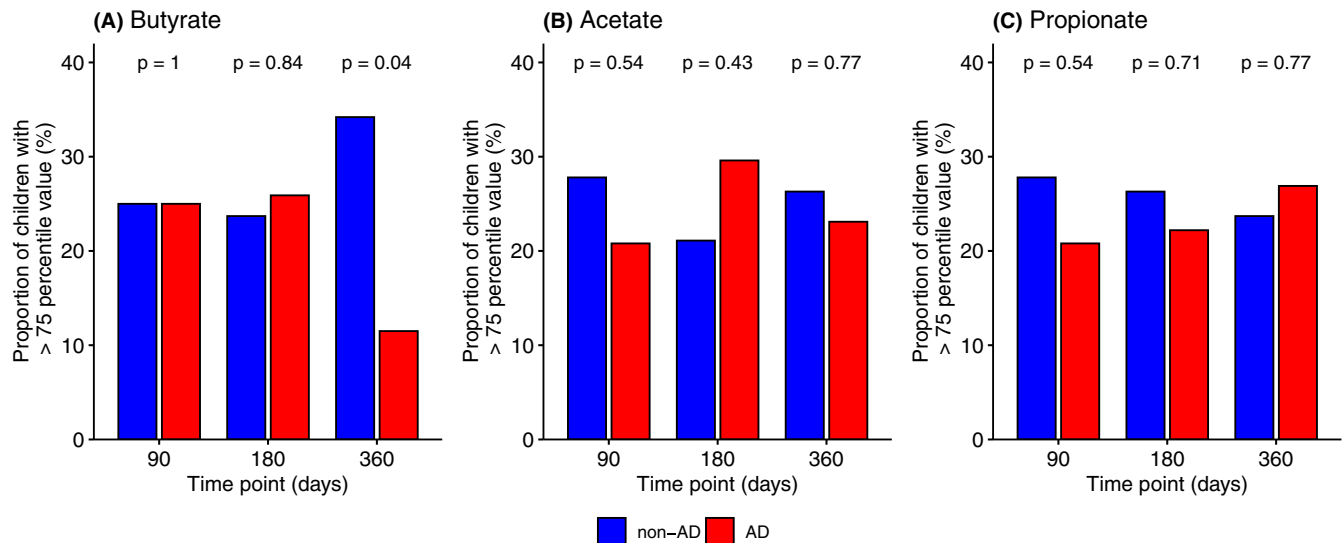 (A) Butyrate
p = 1 p = 0.84 p = 0.04
40
30
20
10
0
Proportion of children with
> 75 percentile value (%)
90 180 360
Time point (days)
(B) Acetate
p = 0.54 p = 0.43 p = 0.77
40
30
20
10
0
Proportion of children with
> 75 percentile value (%)
90 180 360
Time point (days)
(C) Propionate
p = 0.54 p = 0.71 p = 0.77
40
30
20
10
0
Proportion of children with
> 75 percentile value (%)
90 180 360
Time point (days)
non−AD AD